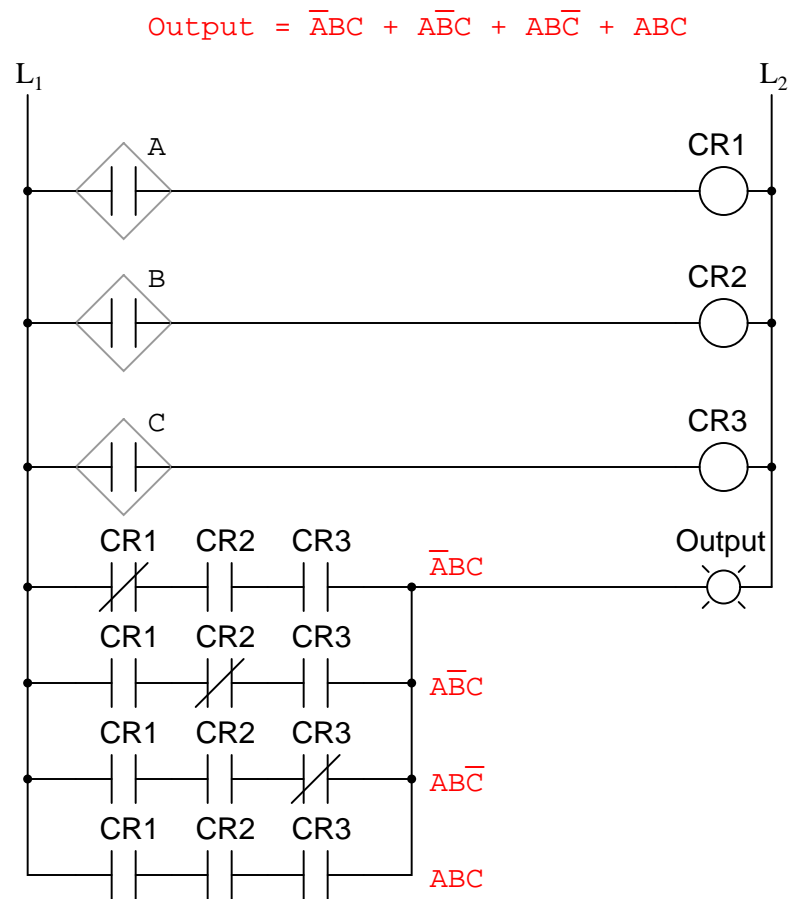 Output = A̅BC + AB̅C + ABC̅ + ABC
L₁ L₂
A CR1
B CR2
C CR3
CR1 CR2 CR3 A̅BC Output
CR1 CR2 CR3 AB̅C
CR1 CR2 CR3 ABC̅
CR1 CR2 CR3 ABC